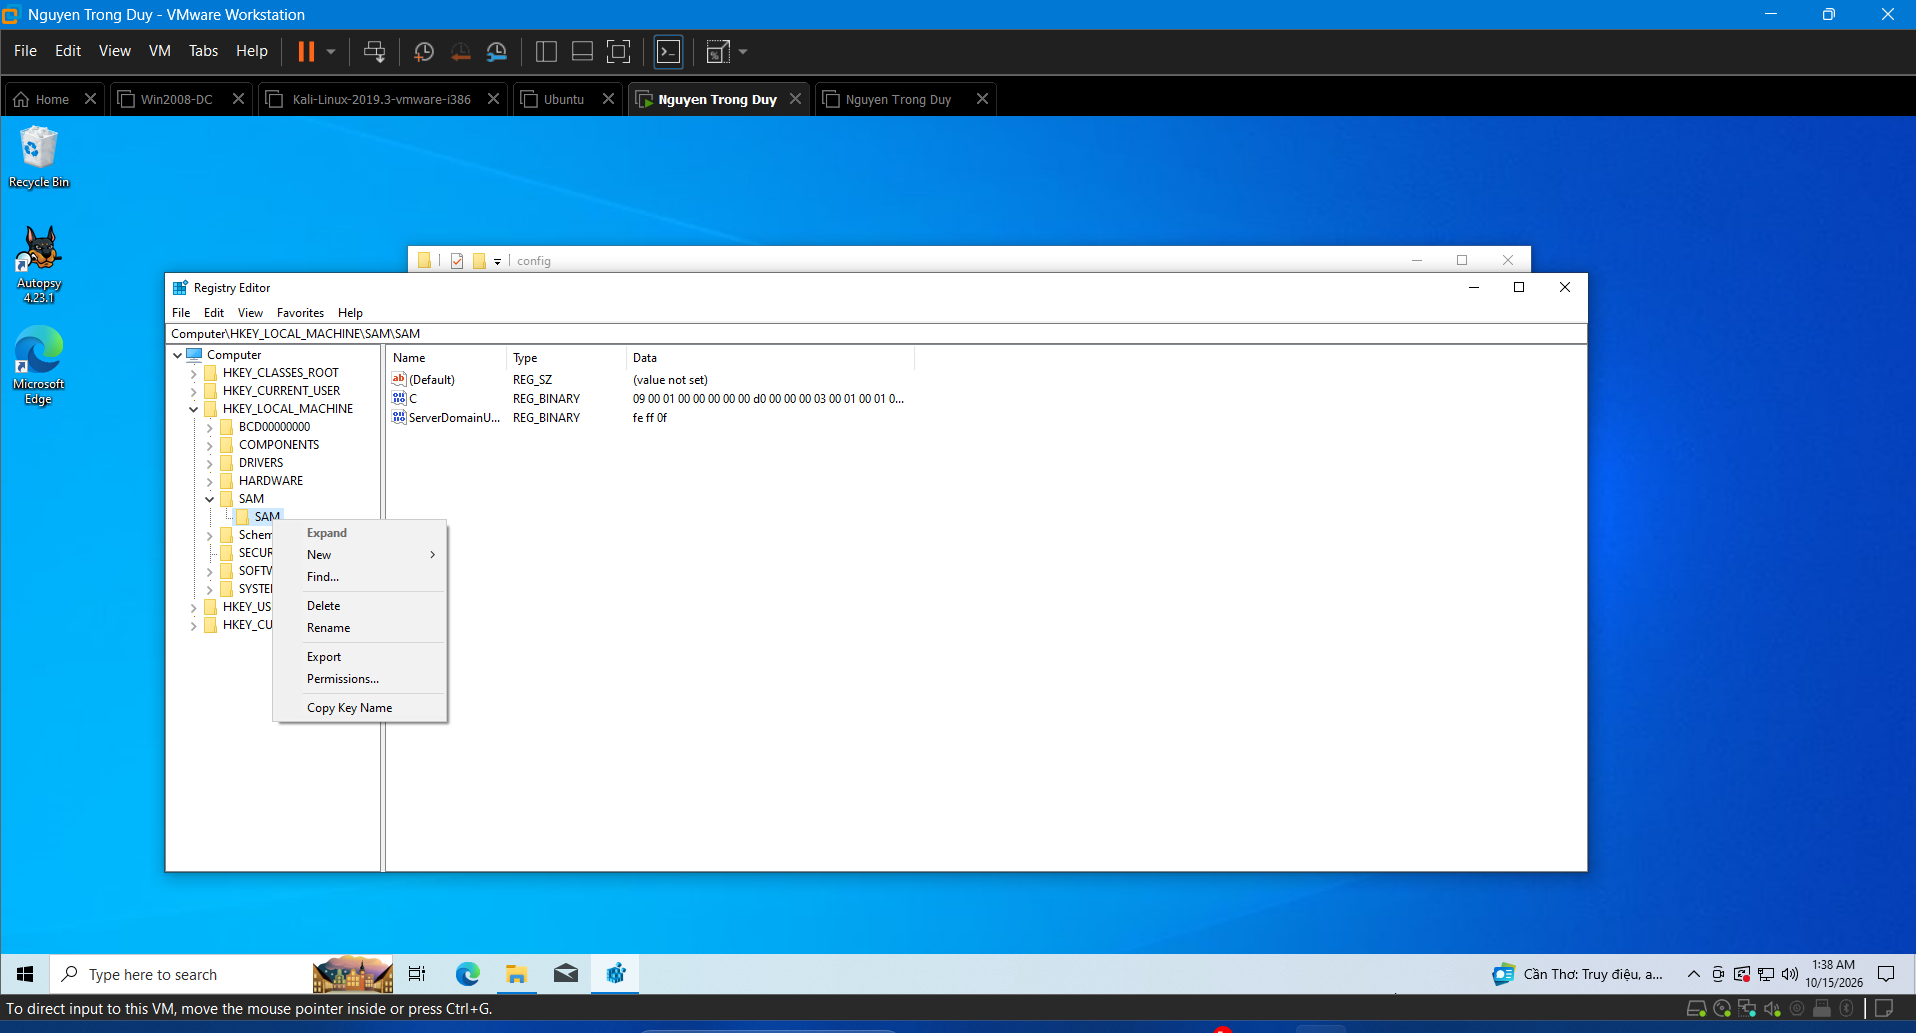 Nguyen Trong Duy - VMware Workstation
File Edit View VM Tabs Help
Home Win2008-DC Kali-Linux-2019.3-vmware-i386 Ubuntu Nguyen Trong Duy Nguyen Trong Duy
Recycle Bin
Autopsy
4.23.1
Microsoft
Edge
config
Registry Editor
File Edit View Favorites Help
Computer\HKEY_LOCAL_MACHINE\SAM\SAM
Computer
HKEY_CLASSES_ROOT
HKEY_CURRENT_USER
HKEY_LOCAL_MACHINE
BCD00000000
COMPONENTS
DRIVERS
HARDWARE
SAM
SAM
Schem
SECUR
SOFTW
SYSTE
HKEY_US
HKEY_CU
Name Type Data
(Default) REG_SZ (value not set)
C REG_BINARY 09 00 01 00 00 00 00 00 d0 00 00 00 03 00 01 00 01 0...
ServerDomainU... REG_BINARY fe ff 0f
Expand
New
Find...
Delete
Rename
Export
Permissions...
Copy Key Name
Type here to search
Cần Thơ: Truy điệu, a...
1:38 AM
10/15/2026
To direct input to this VM, move the mouse pointer inside or press Ctrl+G.